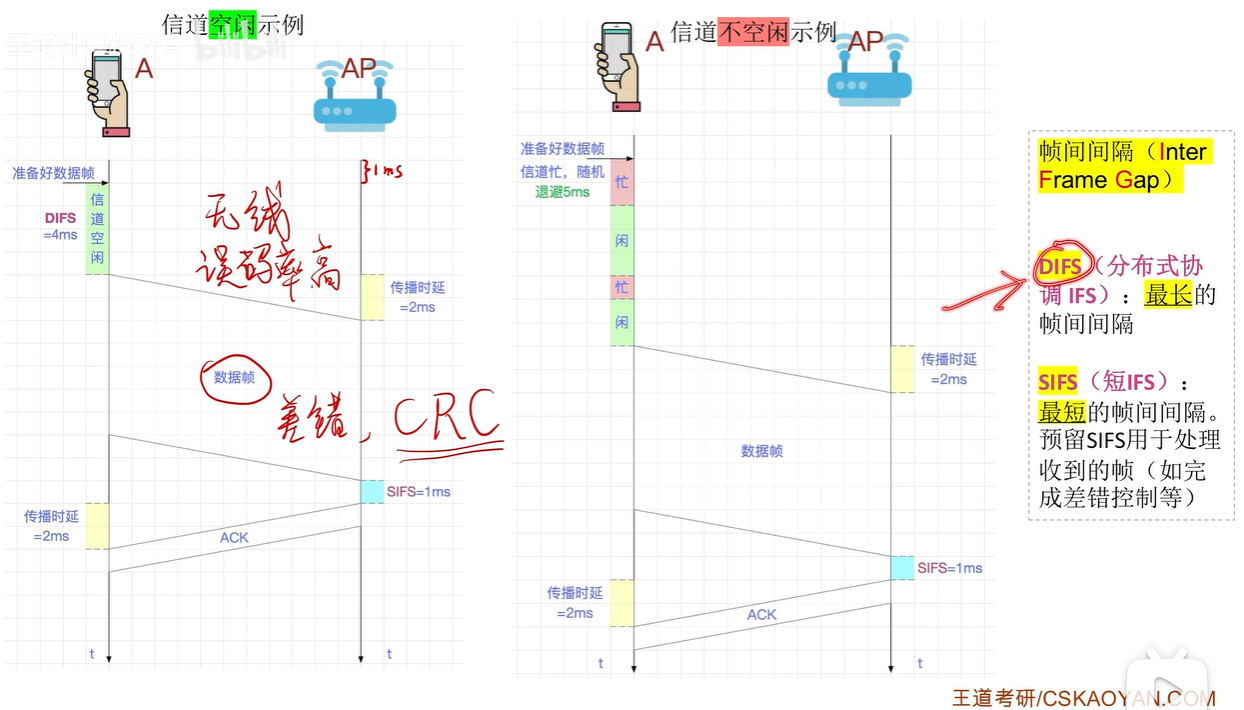 信道空闲示例
A
AP
准备好数据帧
}1ms
DIFS
=4ms
信
道
空
闲
无线
误码率高
传播时延
=2ms
数据帧
差错，CRC
SIFS=1ms
传播时延
=2ms
ACK
t
t
信道不空闲示例
A
AP
准备好数据帧
信道忙，随机
退避5ms
忙
闲
忙
闲
传播时延
=2ms
数据帧
SIFS=1ms
传播时延
=2ms
ACK
t
t
帧间间隔（Inter
Frame Gap）
DIFS（分布式协
调 IFS）：最长的
帧间间隔
SIFS（短IFS）：
最短的帧间间隔。
预留SIFS用于处理
收到的帧（如完
成差错控制等）
王道考研/CSKAOYAN.COM